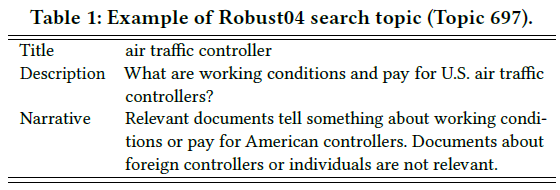 Table 1: Example of Robust04 search topic (Topic 697).
Title air traffic controller
Description What are working conditions and pay for U.S. air traffic
controllers?
Narrative Relevant documents tell something about working condi-
tions or pay for American controllers. Documents about
foreign controllers or individuals are not relevant.